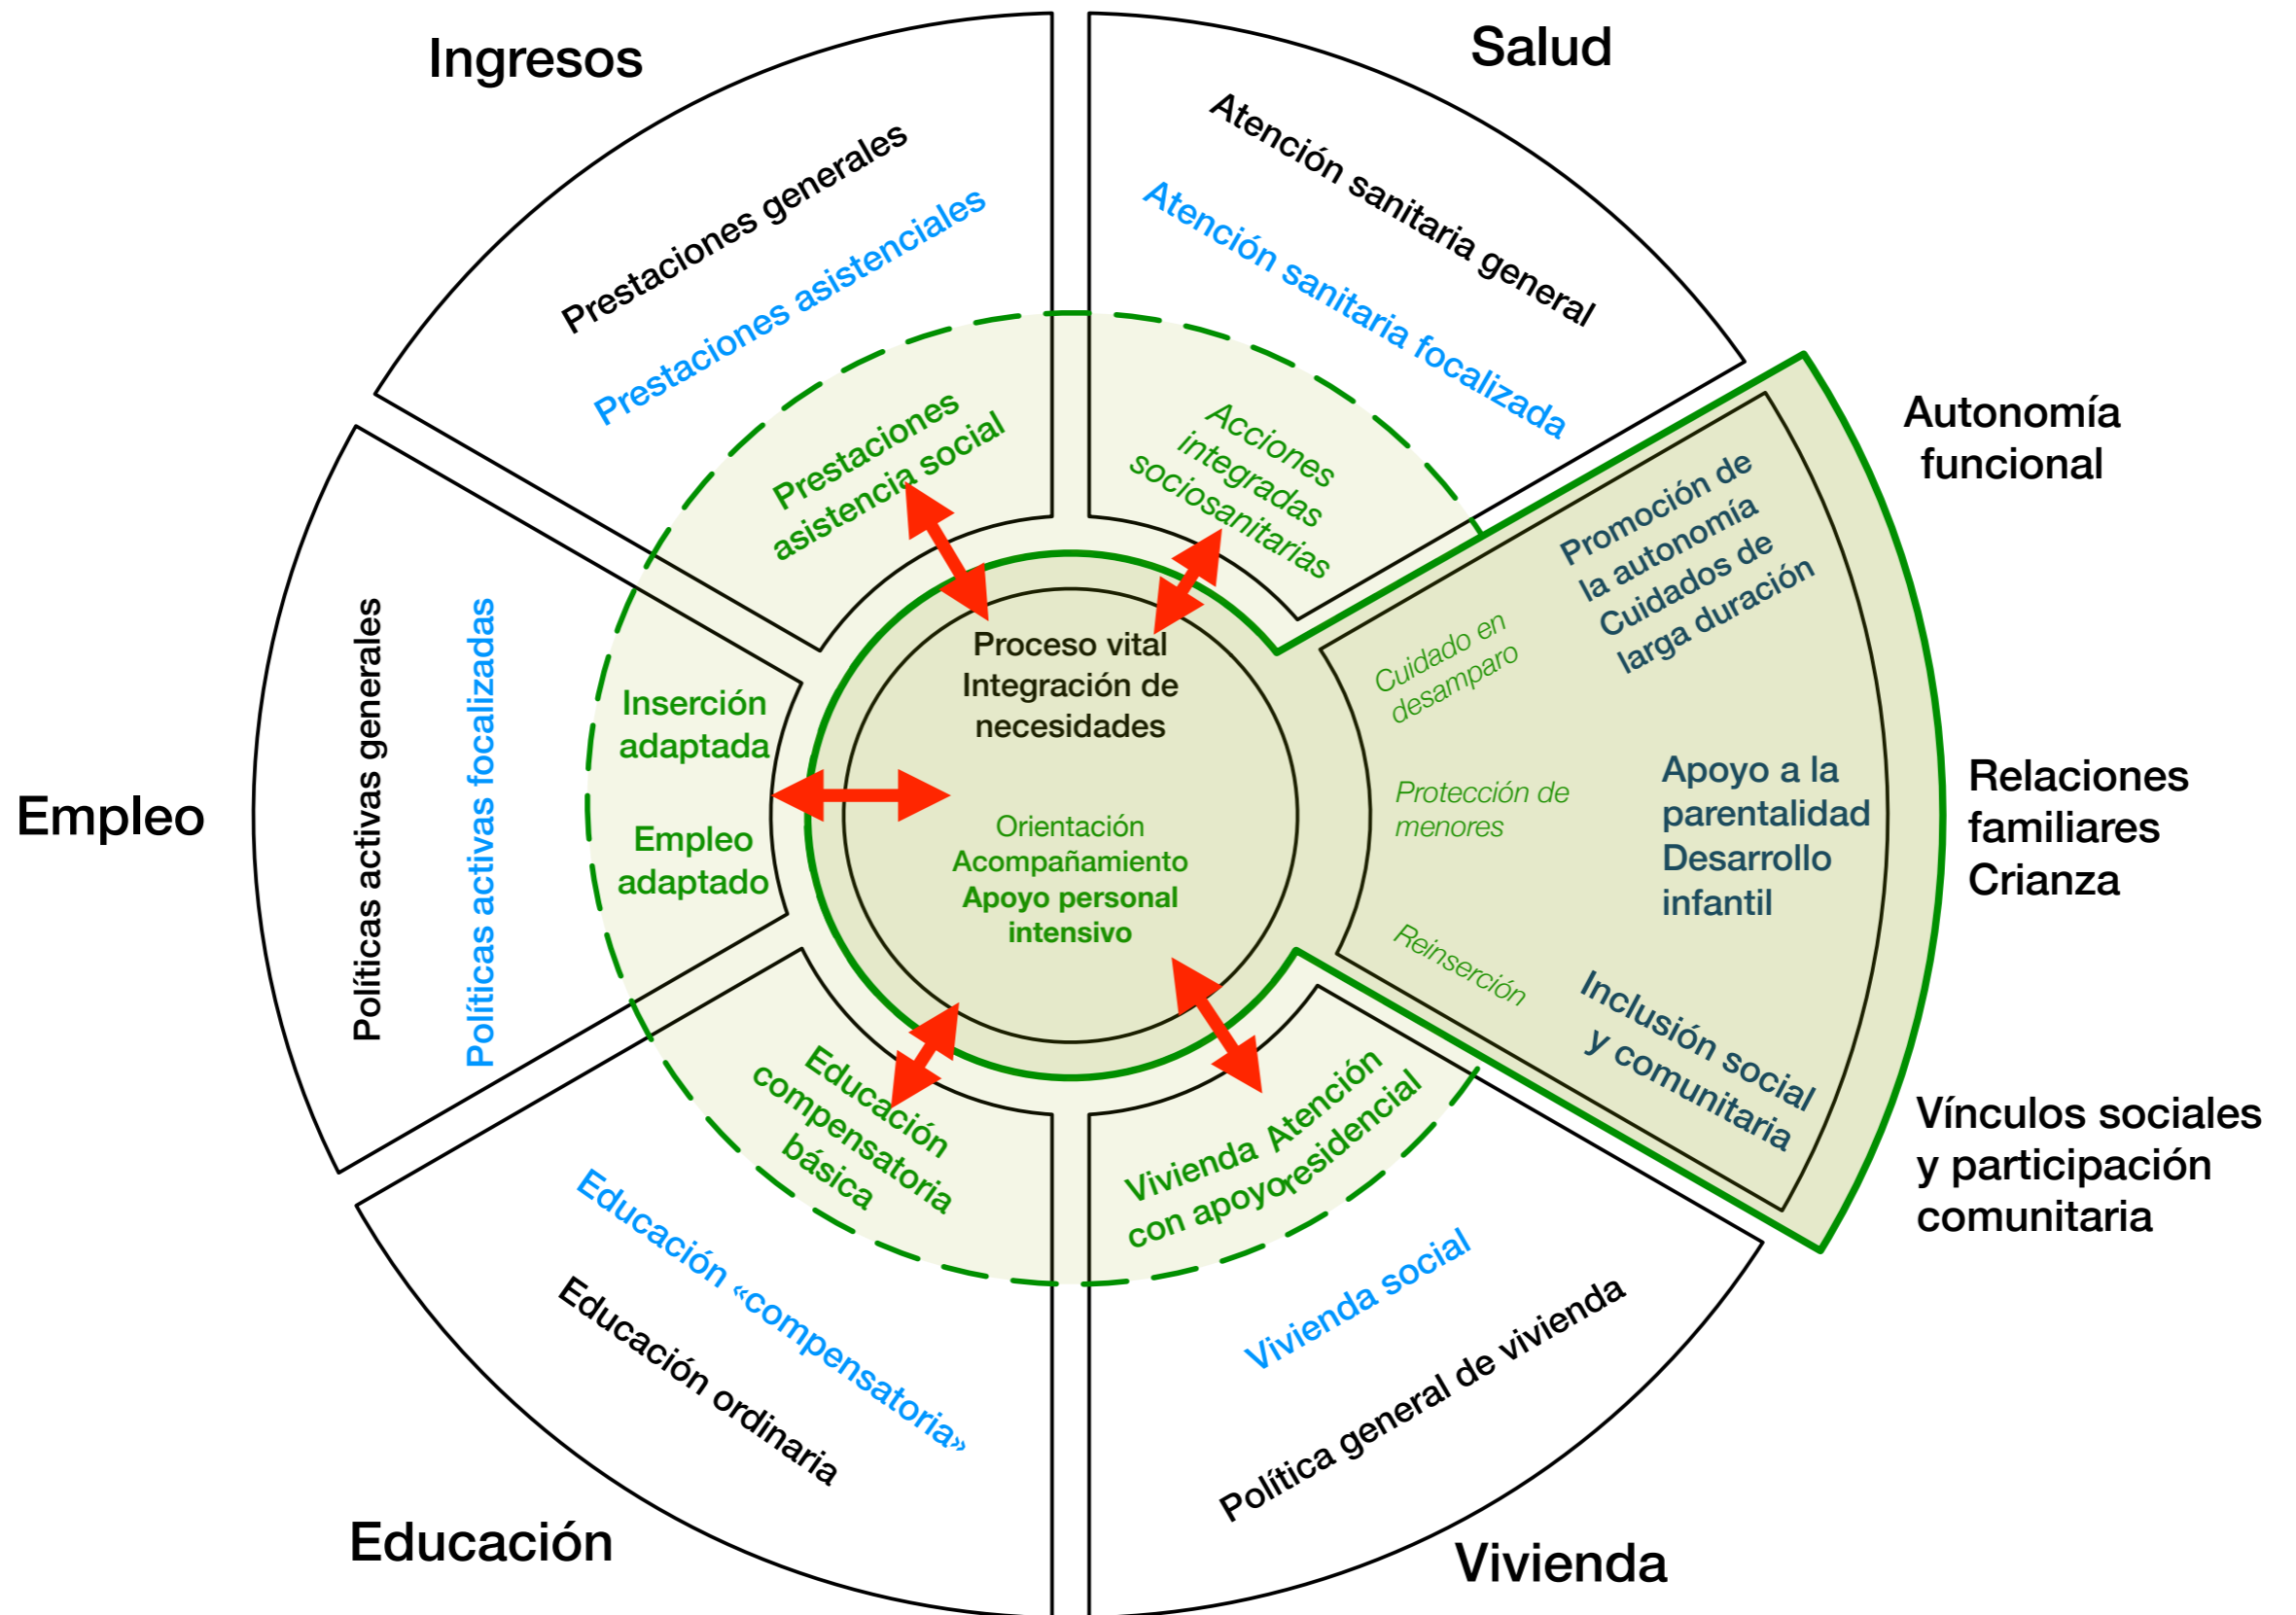 Ingresos
Prestaciones generales
Prestaciones asistenciales
Prestaciones
asistencia social
Salud
Atención sanitaria general
Atención sanitaria focalizada
Acciones
integradas
sociosanitarias
Autonomía
funcional
Promoción de
la autonomía
Cuidados de
larga duración
Cuidado en
desamparo
Relaciones
familiares
Crianza
Apoyo a la
parentalidad
Desarrollo
infantil
Protección de
menores
Vínculos sociales
y participación
comunitaria
Inclusión social
y comunitaria
Reinserción
Proceso vital
Integración de
necesidades
Orientación
Acompañamiento
Apoyo personal
intensivo
Empleo
Políticas activas generales
Políticas activas focalizadas
Inserción
adaptada
Empleo
adaptado
Educación
compensatoria
básica
Educación «compensatoria»
Educación ordinaria
Educación
Vivienda
con apoyo
Atención
residencial
Vivienda social
Política general de vivienda
Vivienda